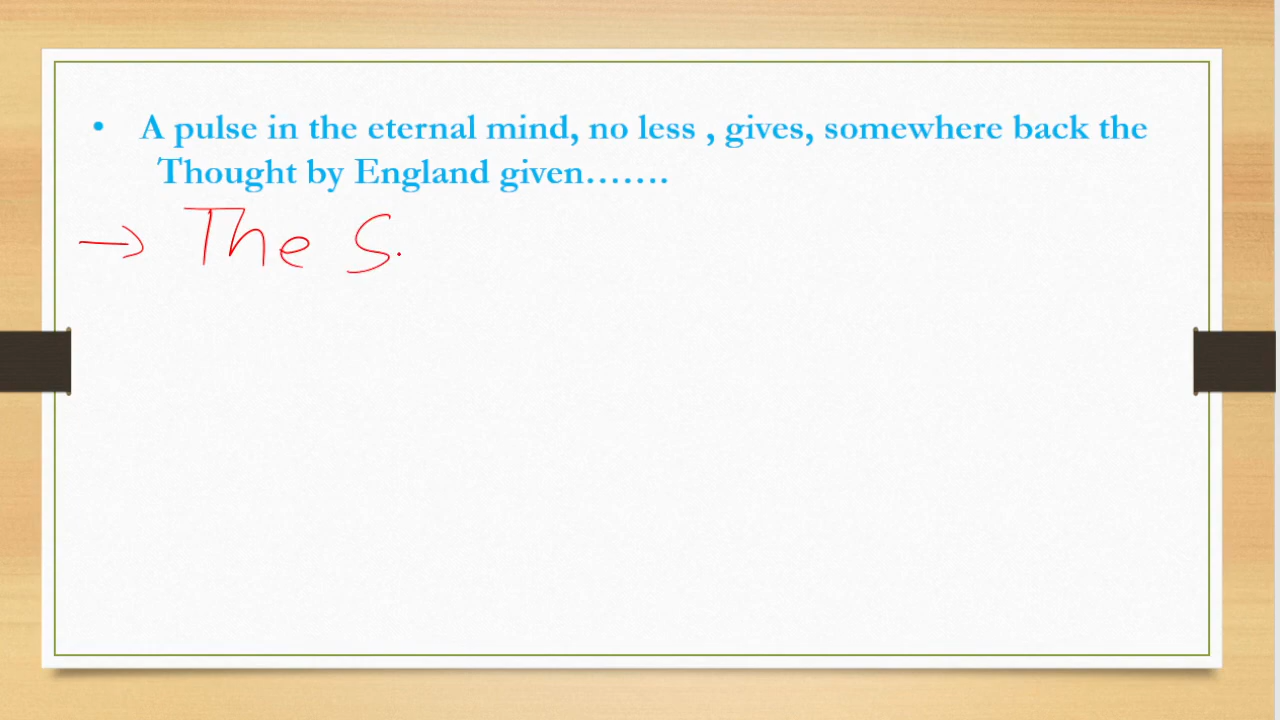 • A pulse in the eternal mind, no less , gives, somewhere back the
Thought by England given.......
→ The S.